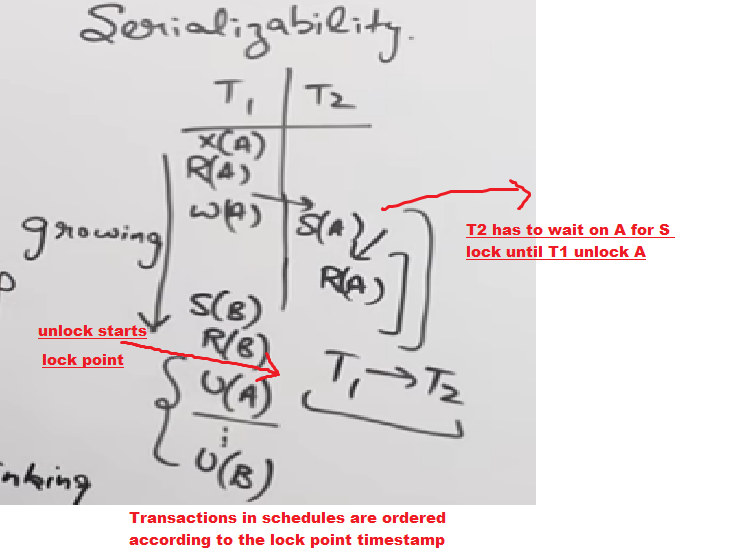 Serializability.
T1 T2
X(A)
R(A)
W(A)
S(A)
R(A)
growing
T2 has to wait on A for S
lock until T1 unlock A
S(B)
R(B)
unlock starts
lock point
U(A)
U(B)
T1 → T2
Transactions in schedules are ordered
according to the lock point timestamp